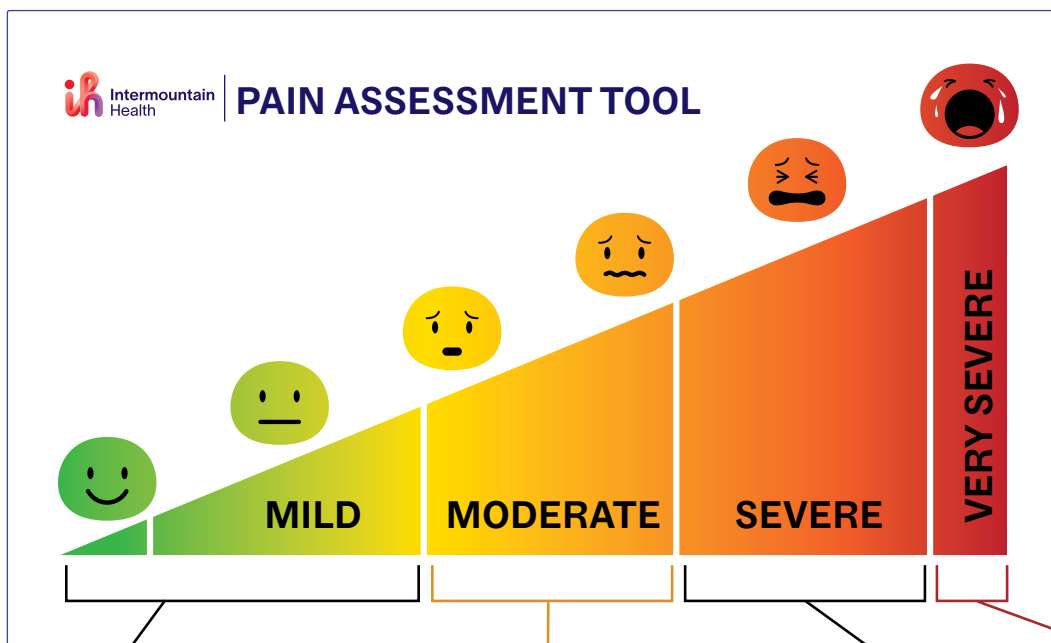 Intermountain
Health
PAIN ASSESSMENT TOOL
MILD
MODERATE
SEVERE
VERY SEVERE